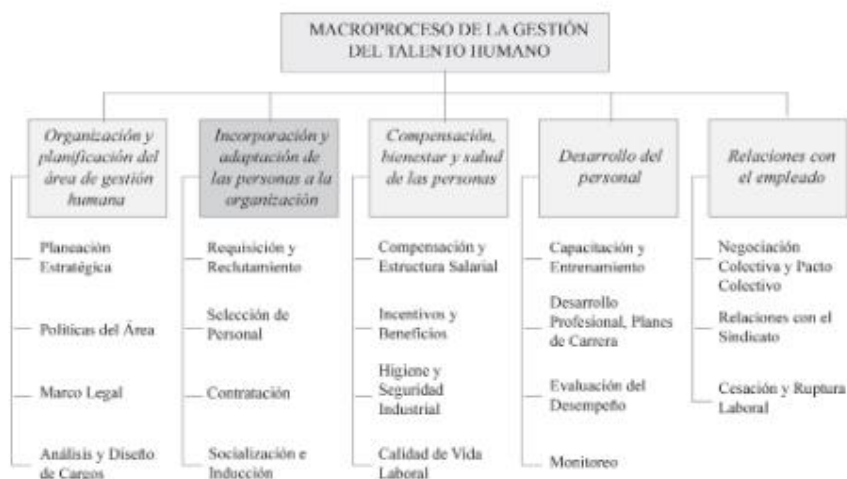 MACROPROCESO DE LA GESTIÓN
DEL TALENTO HUMANO
Organización y
planificación del
área de gestión
humana
Planeación
Estratégica
Políticas del Área
Marco Legal
Análisis y Diseño
de Cargos
Incorporación y
adaptación de
las personas a la
organización
Requisición y
Reclutamiento
Selección de
Personal
Contratación
Socialización e
Inducción
Compensación,
bienestar y salud
de las personas
Compensación y
Estructura Salarial
Incentivos y
Beneficios
Higiene y
Seguridad
Industrial
Calidad de Vida
Laboral
Desarrollo del
personal
Capacitación y
Entrenamiento
Desarrollo
Profesional, Planes
de Carrera
Evaluación del
Desempeño
Monitoreo
Relaciones con
el empleado
Negociación
Colectiva y Pacto
Colectivo
Relaciones con el
Sindicato
Cesación y Ruptura
Laboral